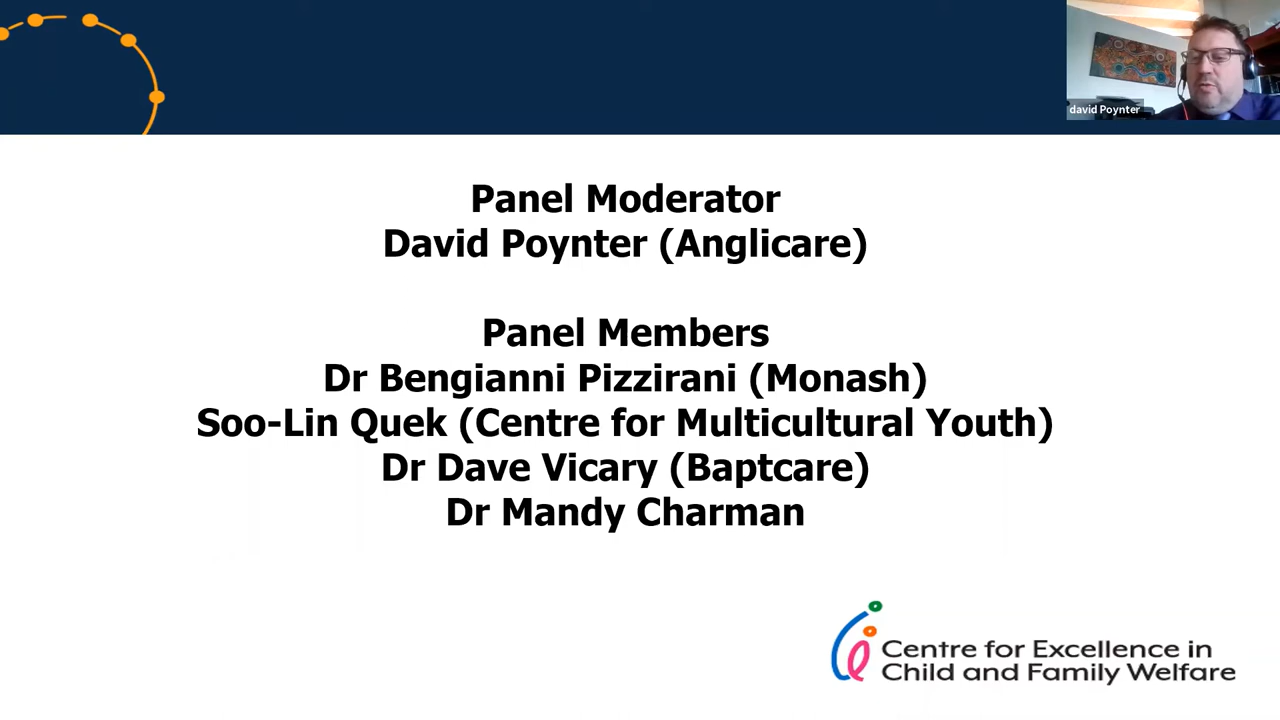 david Poynter
Panel Moderator
David Poynter (Anglicare)
Panel Members
Dr Bengianni Pizzirani (Monash)
Soo-Lin Quek (Centre for Multicultural Youth)
Dr Dave Vicary (Baptcare)
Dr Mandy Charman
Centre for Excellence in
Child and Family Welfare